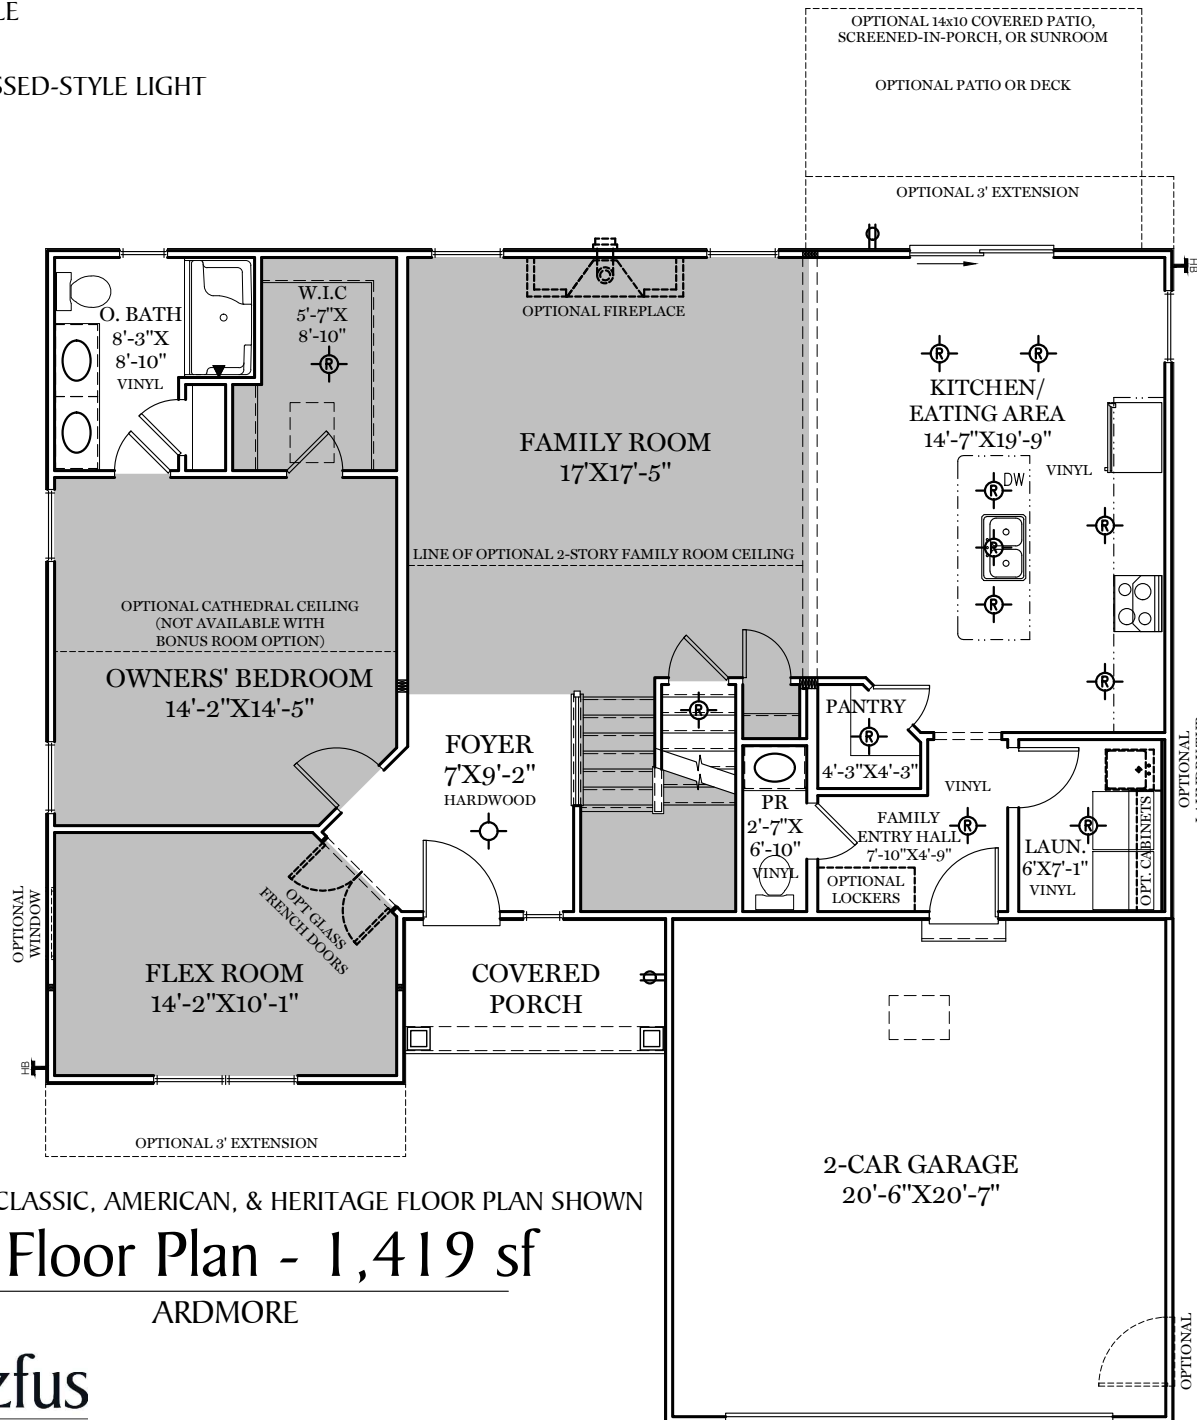 LE
SSED-STYLE LIGHT
OPTIONAL 14x10 COVERED PATIO,
SCREENED-IN-PORCH, OR SUNROOM
OPTIONAL PATIO OR DECK
OPTIONAL 3' EXTENSION
HB
O. BATH
8'-3"X
8'-10"
VINYL
W.I.C
5'-7"X
8'-10"
R
OPTIONAL FIREPLACE
FAMILY ROOM
17'X17'-5"
LINE OF OPTIONAL 2-STORY FAMILY ROOM CEILING
R
R
KITCHEN/
EATING AREA
14'-7"X19'-9"
VINYL
R
DW
R
R
R
R
OPTIONAL CATHEDRAL CEILING
(NOT AVAILABLE WITH
BONUS ROOM OPTION)
OWNERS' BEDROOM
14'-2"X14'-5"
FOYER
7'X9'-2"
HARDWOOD
R
PANTRY
R
4'-3"X4'-3"
PR
2'-7"X
6'-10"
VINYL
VINYL
FAMILY
ENTRY HALL
7'-10"X4'-9"
R
OPTIONAL
LOCKERS
R
LAUN.
6'X7'-1"
VINYL
OPT. CABINETS
OPTIONAL
OPTIONAL
WINDOW
OPT GLASS
FRENCH DOORS
FLEX ROOM
14'-2"X10'-1"
COVERED
PORCH
HB
OPTIONAL 3' EXTENSION
2-CAR GARAGE
20'-6"X20'-7"
OPTIONAL
CLASSIC, AMERICAN, & HERITAGE FLOOR PLAN SHOWN
Floor Plan - 1,419 sf
ARDMORE
zfus